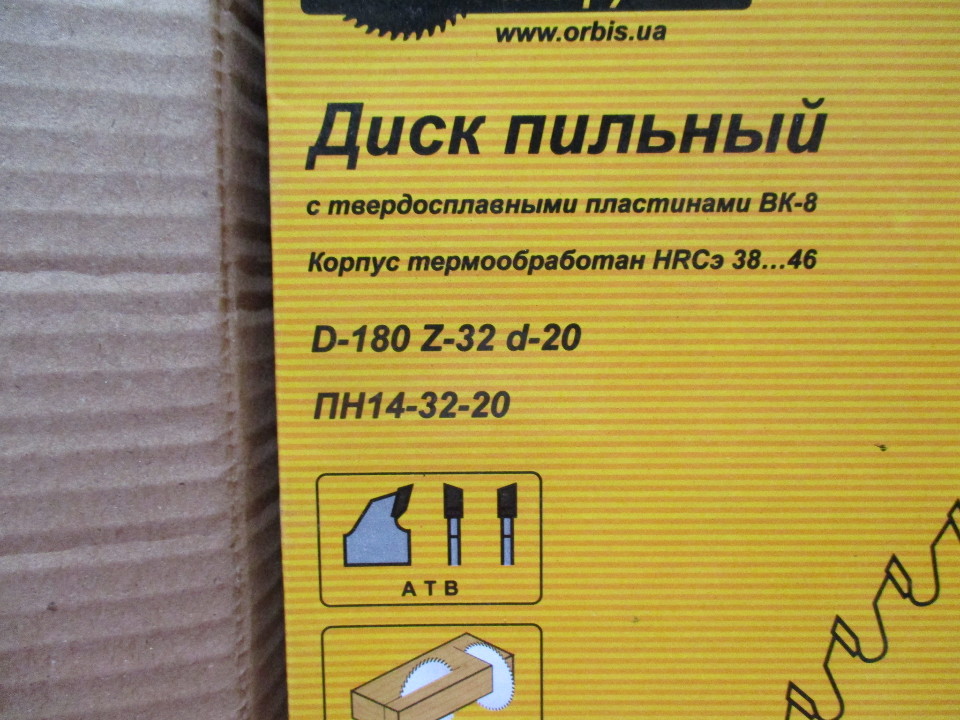 www.orbis.ua
Диск пильный
с твердосплавными пластинами ВК-8
Корпус термообработан HRCэ 38...46
D-180 Z-32 d-20
ПН14-32-20
A T B